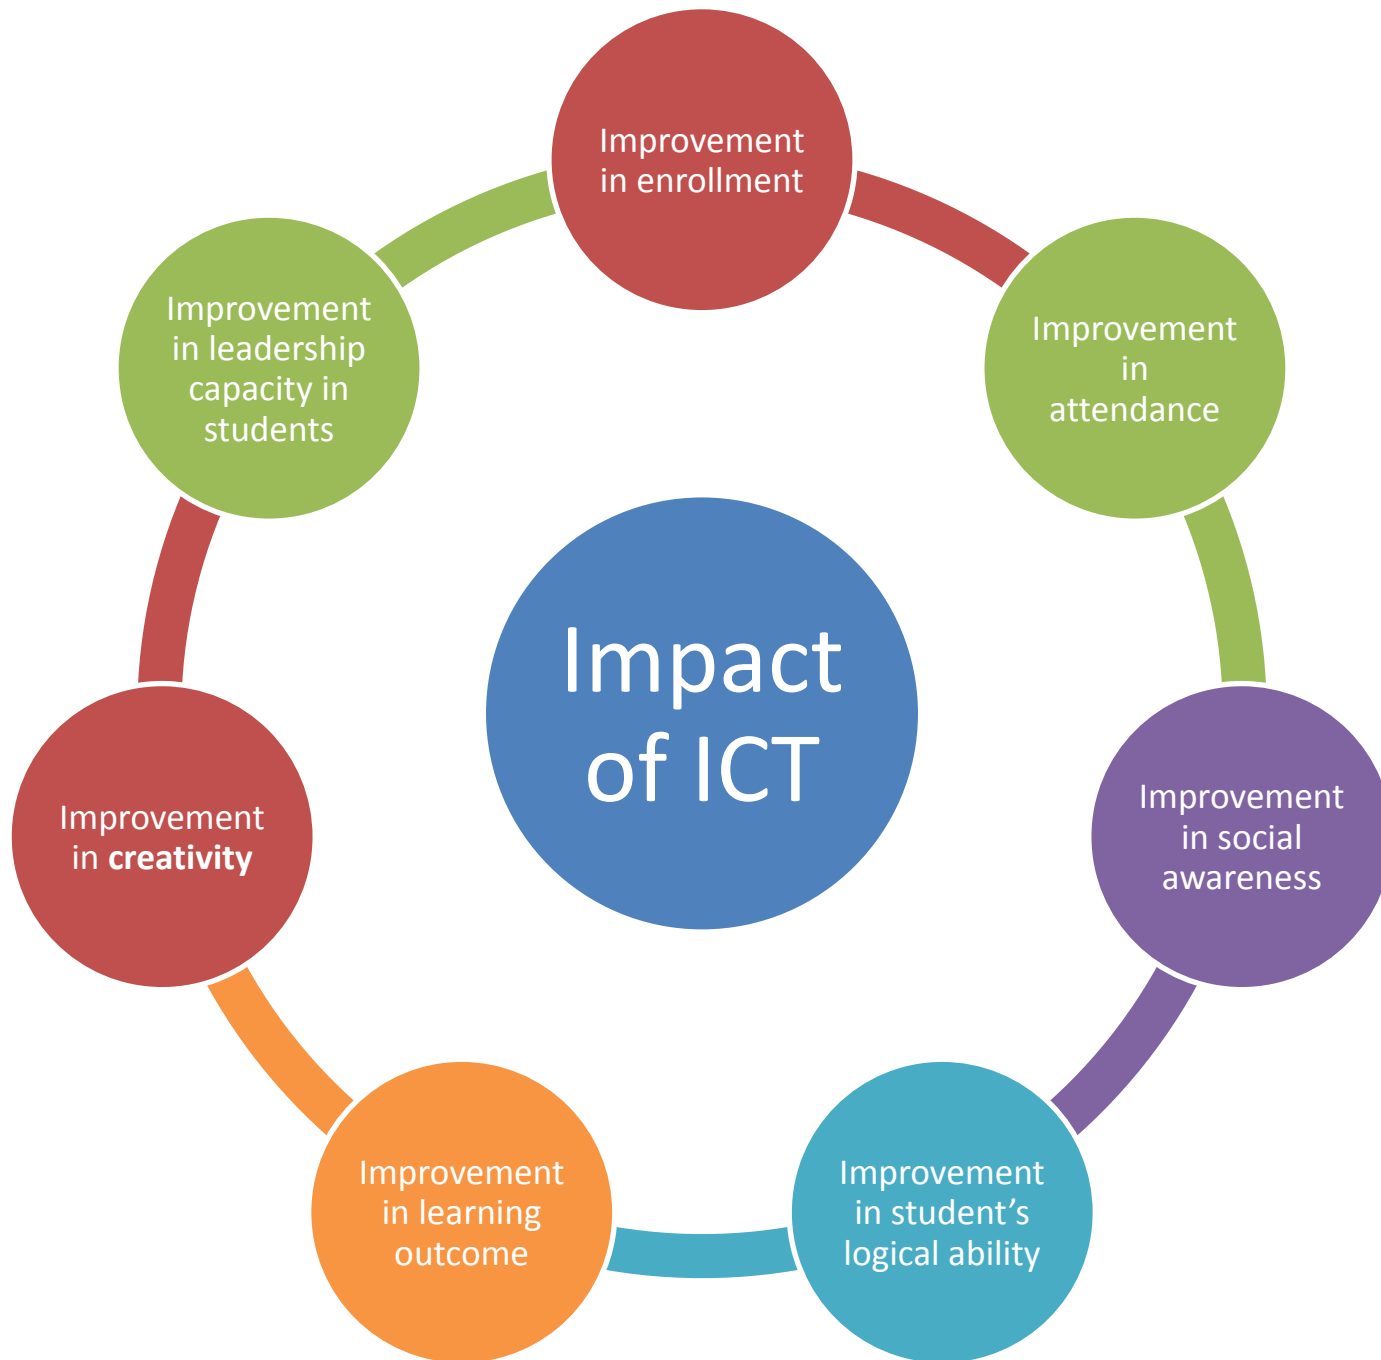 Improvement
in enrollment
Improvement
in
attendance
Improvement
in social
awareness
Improvement
in student’s
logical ability
Improvement
in learning
outcome
Improvement
in creativity
Improvement
in leadership
capacity in
students
Impact
of ICT